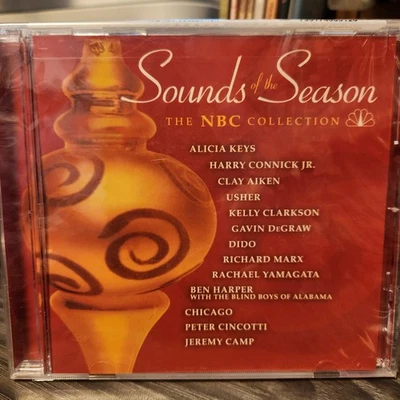 Sounds of the Season
THE NBC COLLECTION
ALICIA KEYS
HARRY CONNICK JR.
CLAY AIKEN
USHER
KELLY CLARKSON
GAVIN DeGRAW
DIDO
RICHARD MARX
RACHAEL YAMAGATA
BEN HARPER
WITH THE BLIND BOYS OF ALABAMA
CHICAGO
PETER CINCOTTI
JEREMY CAMP